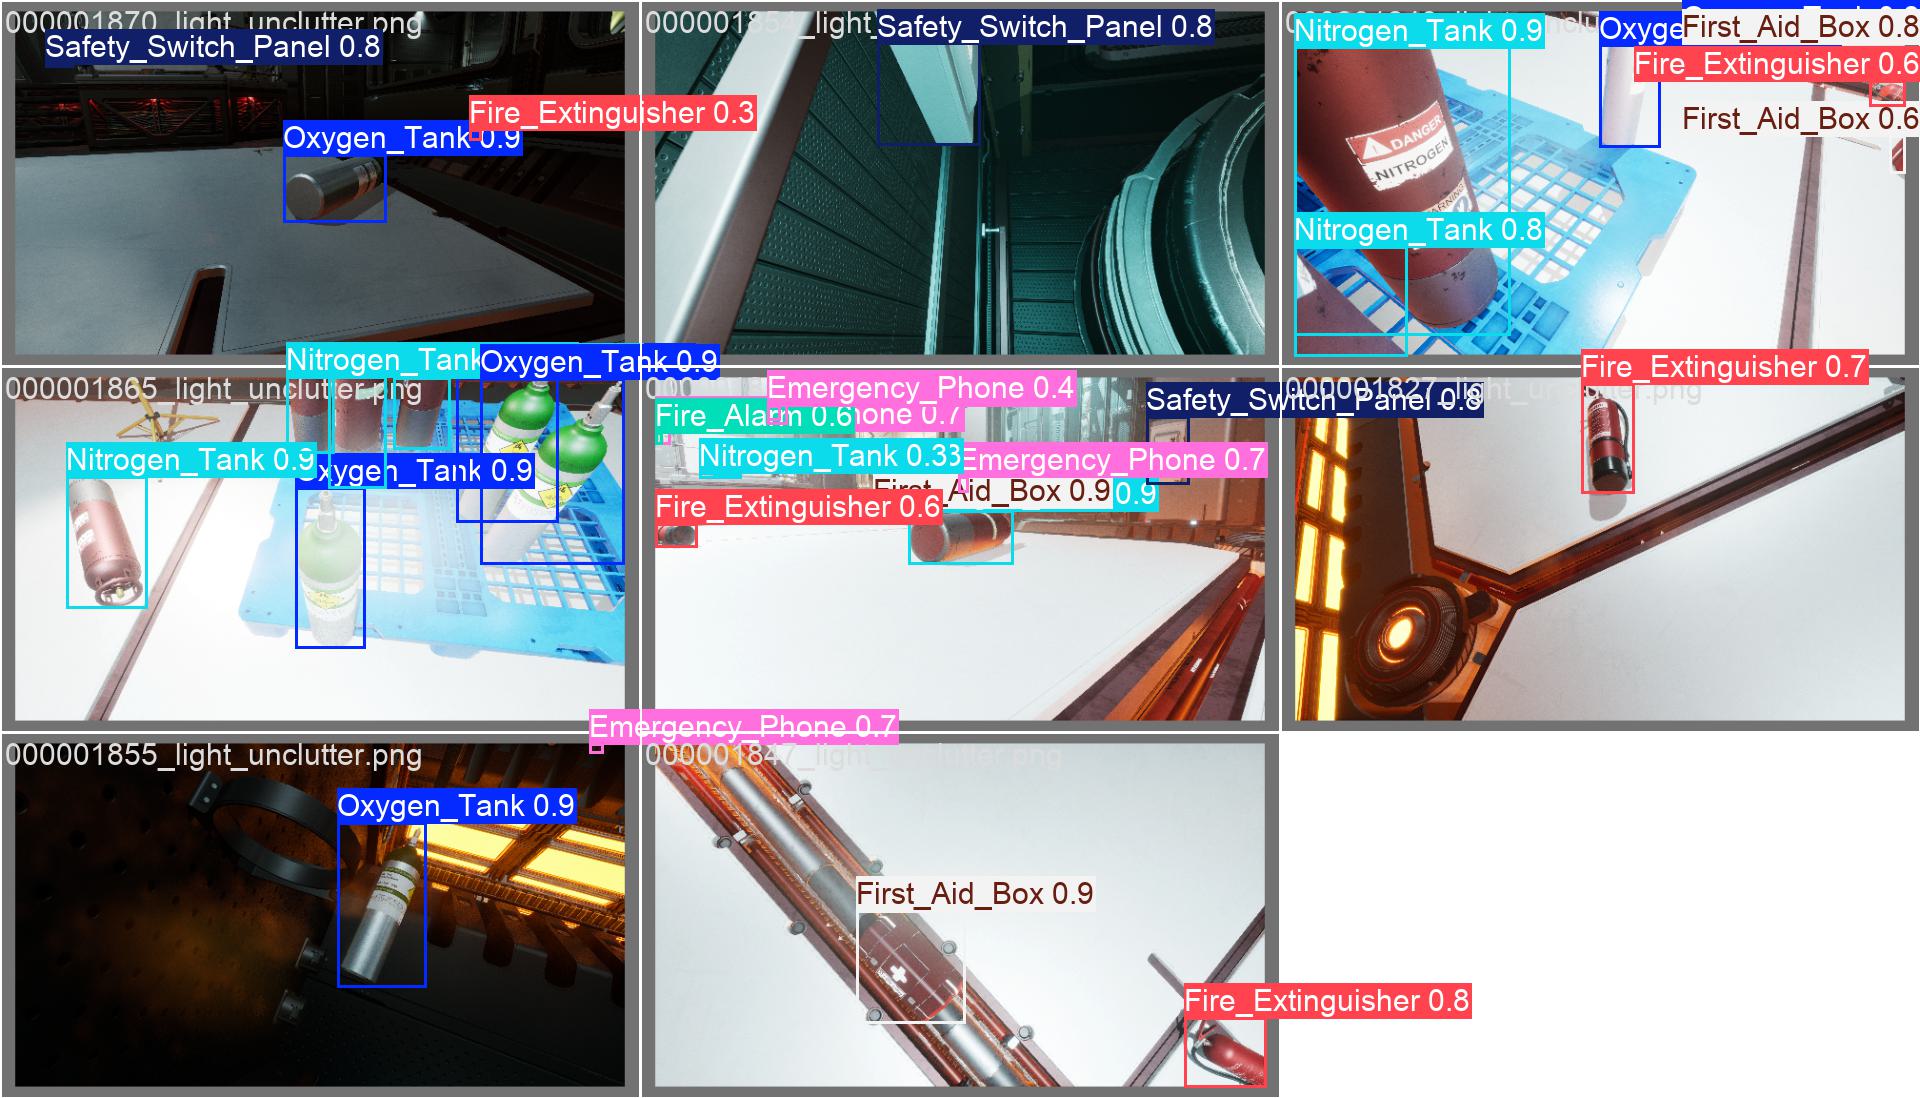 000001870_light_unclutter.png
Safety_Switch_Panel 0.8
Fire_Extinguisher 0.3
Oxygen_Tank 0.9
000001854_light_
Safety_Switch_Panel 0.8
Nitrogen_Tank 0.9
Oxyge
First_Aid_Box 0.8
Fire_Extinguisher 0.6
First_Aid_Box 0.6
DANGER
NITROGEN
WARNING
Nitrogen_Tank 0.8
000001865_light_unclutter.png
Nitrogen_Tank
Oxygen_Tank 0.9
Nitrogen_Tank 0.9
Oxygen_Tank 0.9
Emergency_Phone 0.4
Fire_Alarm 0.6
hone 0.7
Safety_Switch_Panel 0.8
Nitrogen_Tank 0.33
Emergency_Phone 0.7
First_Aid_Box 0.9
0.9
Fire_Extinguisher 0.6
000001827_light_unclutter.png
Fire_Extinguisher 0.7
000001855_light_unclutter.png
Emergency_Phone 0.7
Oxygen_Tank 0.9
000001847_light_unclutter.png
First_Aid_Box 0.9
Fire_Extinguisher 0.8